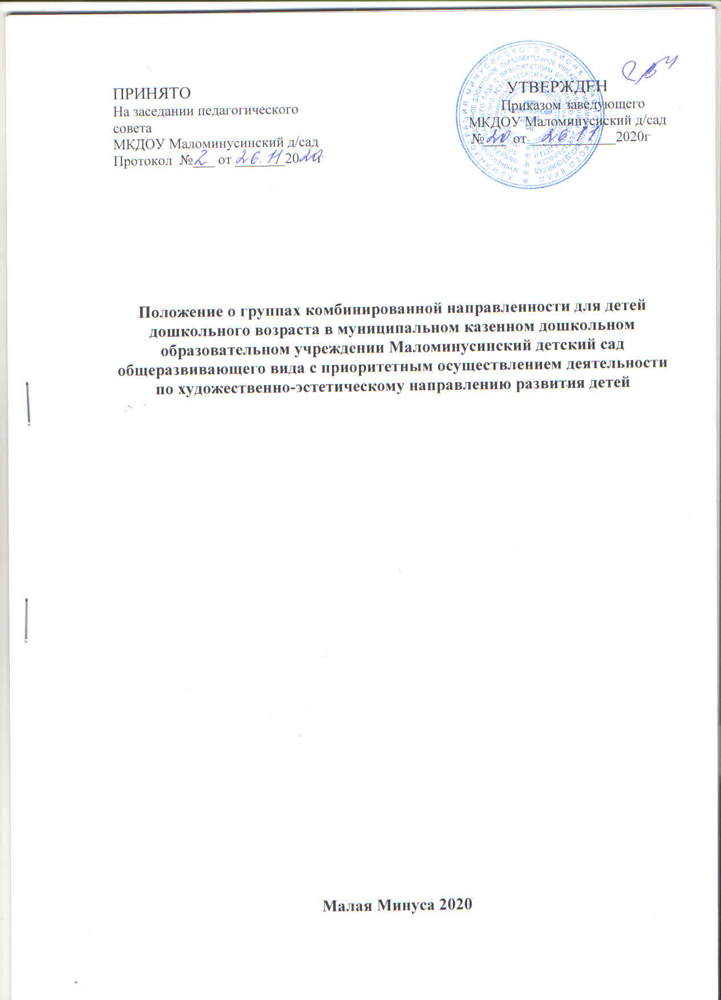 ПРИНЯТО
На заседании педагогического
совета
МКДОУ Маломинусинский д/сад
Протокол №2 от 26.11 2020г
УТВЕРЖДЕН
Приказом заведующего
МКДОУ Маломинусиский д/сад
№20 от 26 11 2020г
Положение о группах комбинированной направленности для детей
дошкольного возраста в муниципальном казенном дошкольном
образовательном учреждении Маломинусинский детский сад
общеразвивающего вида с приоритетным осуществлением деятельности
по художественно-эстетическому направлению развития детей
Малая Минуса 2020